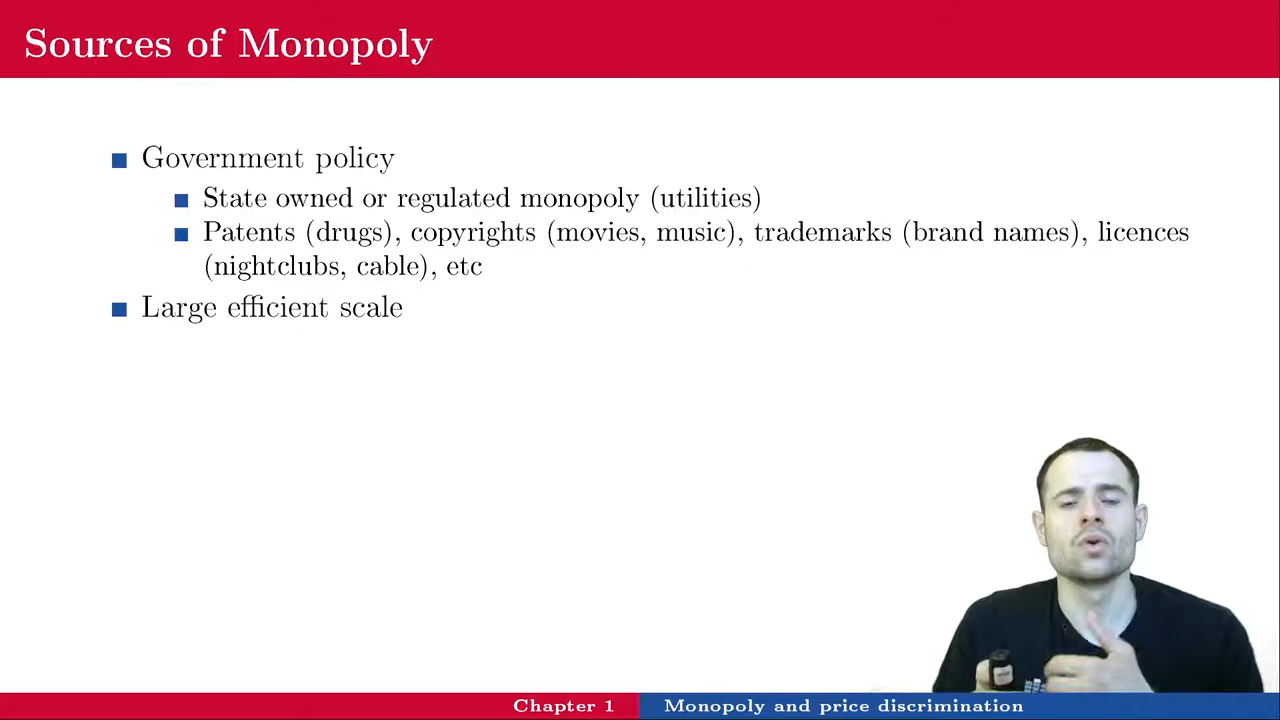 Sources of Monopoly
Government policy
State owned or regulated monopoly (utilities)
Patents (drugs), copyrights (movies, music), trademarks (brand names), licences
(nightclubs, cable), etc
Large efficient scale
Chapter 1
Monopoly and price discrimination